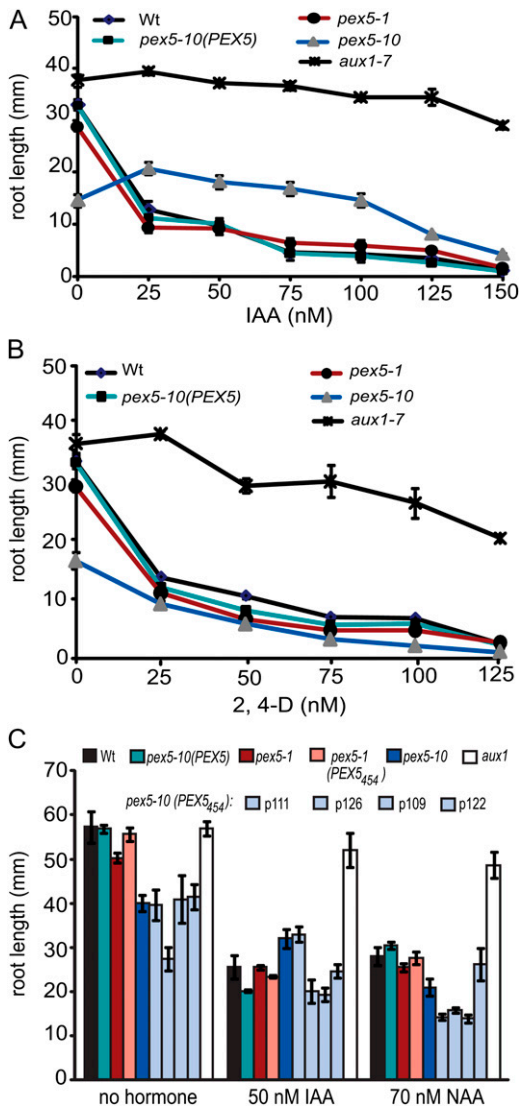 A
Wt
pex5-1
pex5-10(PEX5)
pex5-10
aux1-7
root length (mm)
50
40
30
20
10
0
0 25 50 75 100 125 150
IAA (nM)
B
Wt
pex5-1
pex5-10(PEX5)
pex5-10
aux1-7
root length (mm)
50
40
30
20
10
0
0 25 50 75 100 125
2, 4-D (nM)
C
Wt pex5-10(PEX5) pex5-1 pex5-1 (PEX5454) pex5-10 aux1
pex5-10 (PEX5454): p111 p126 p109 p122
root length (mm)
70
60
50
40
30
20
10
0
no hormone 50 nM IAA 70 nM NAA